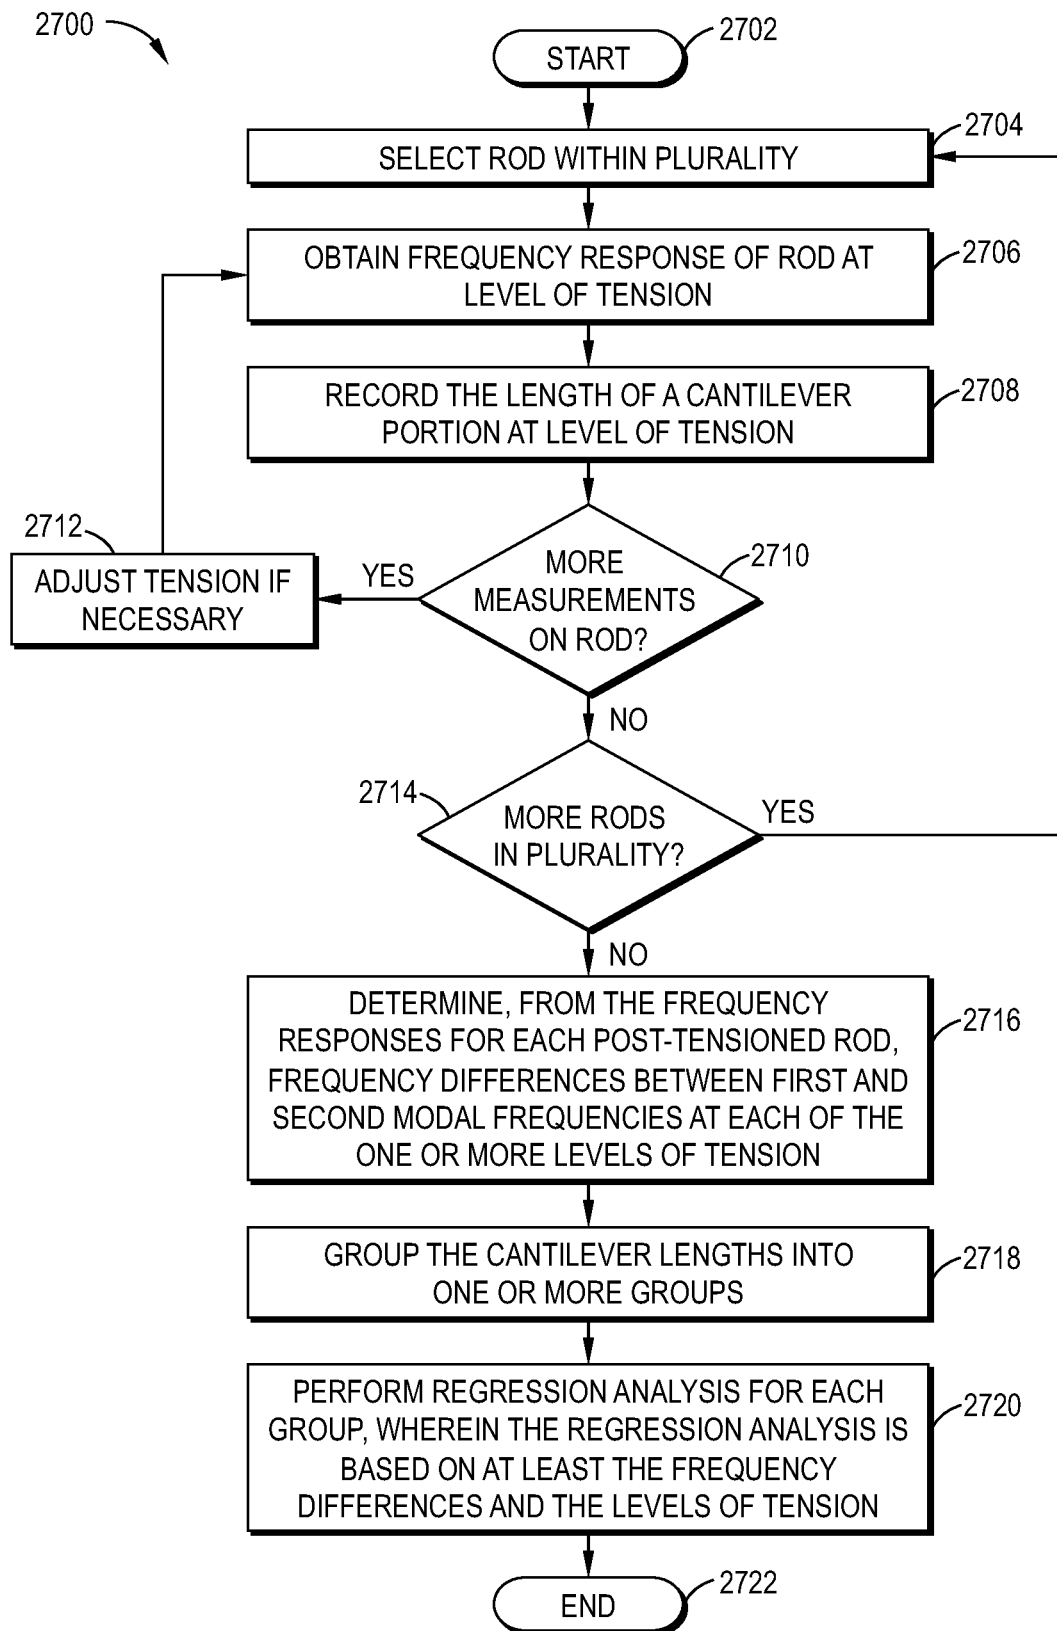 2700
START
2702
SELECT ROD WITHIN PLURALITY
2704
OBTAIN FREQUENCY RESPONSE OF ROD AT
LEVEL OF TENSION
2706
RECORD THE LENGTH OF A CANTILEVER
PORTION AT LEVEL OF TENSION
2708
MORE
MEASUREMENTS
ON ROD?
2710
YES
2712
ADJUST TENSION IF
NECESSARY
NO
2714
MORE RODS
IN PLURALITY?
YES
NO
DETERMINE, FROM THE FREQUENCY
RESPONSES FOR EACH POST-TENSIONED ROD,
FREQUENCY DIFFERENCES BETWEEN FIRST AND
SECOND MODAL FREQUENCIES AT EACH OF THE
ONE OR MORE LEVELS OF TENSION
2716
GROUP THE CANTILEVER LENGTHS INTO
ONE OR MORE GROUPS
2718
PERFORM REGRESSION ANALYSIS FOR EACH
GROUP, WHEREIN THE REGRESSION ANALYSIS IS
BASED ON AT LEAST THE FREQUENCY
DIFFERENCES AND THE LEVELS OF TENSION
2720
END
2722